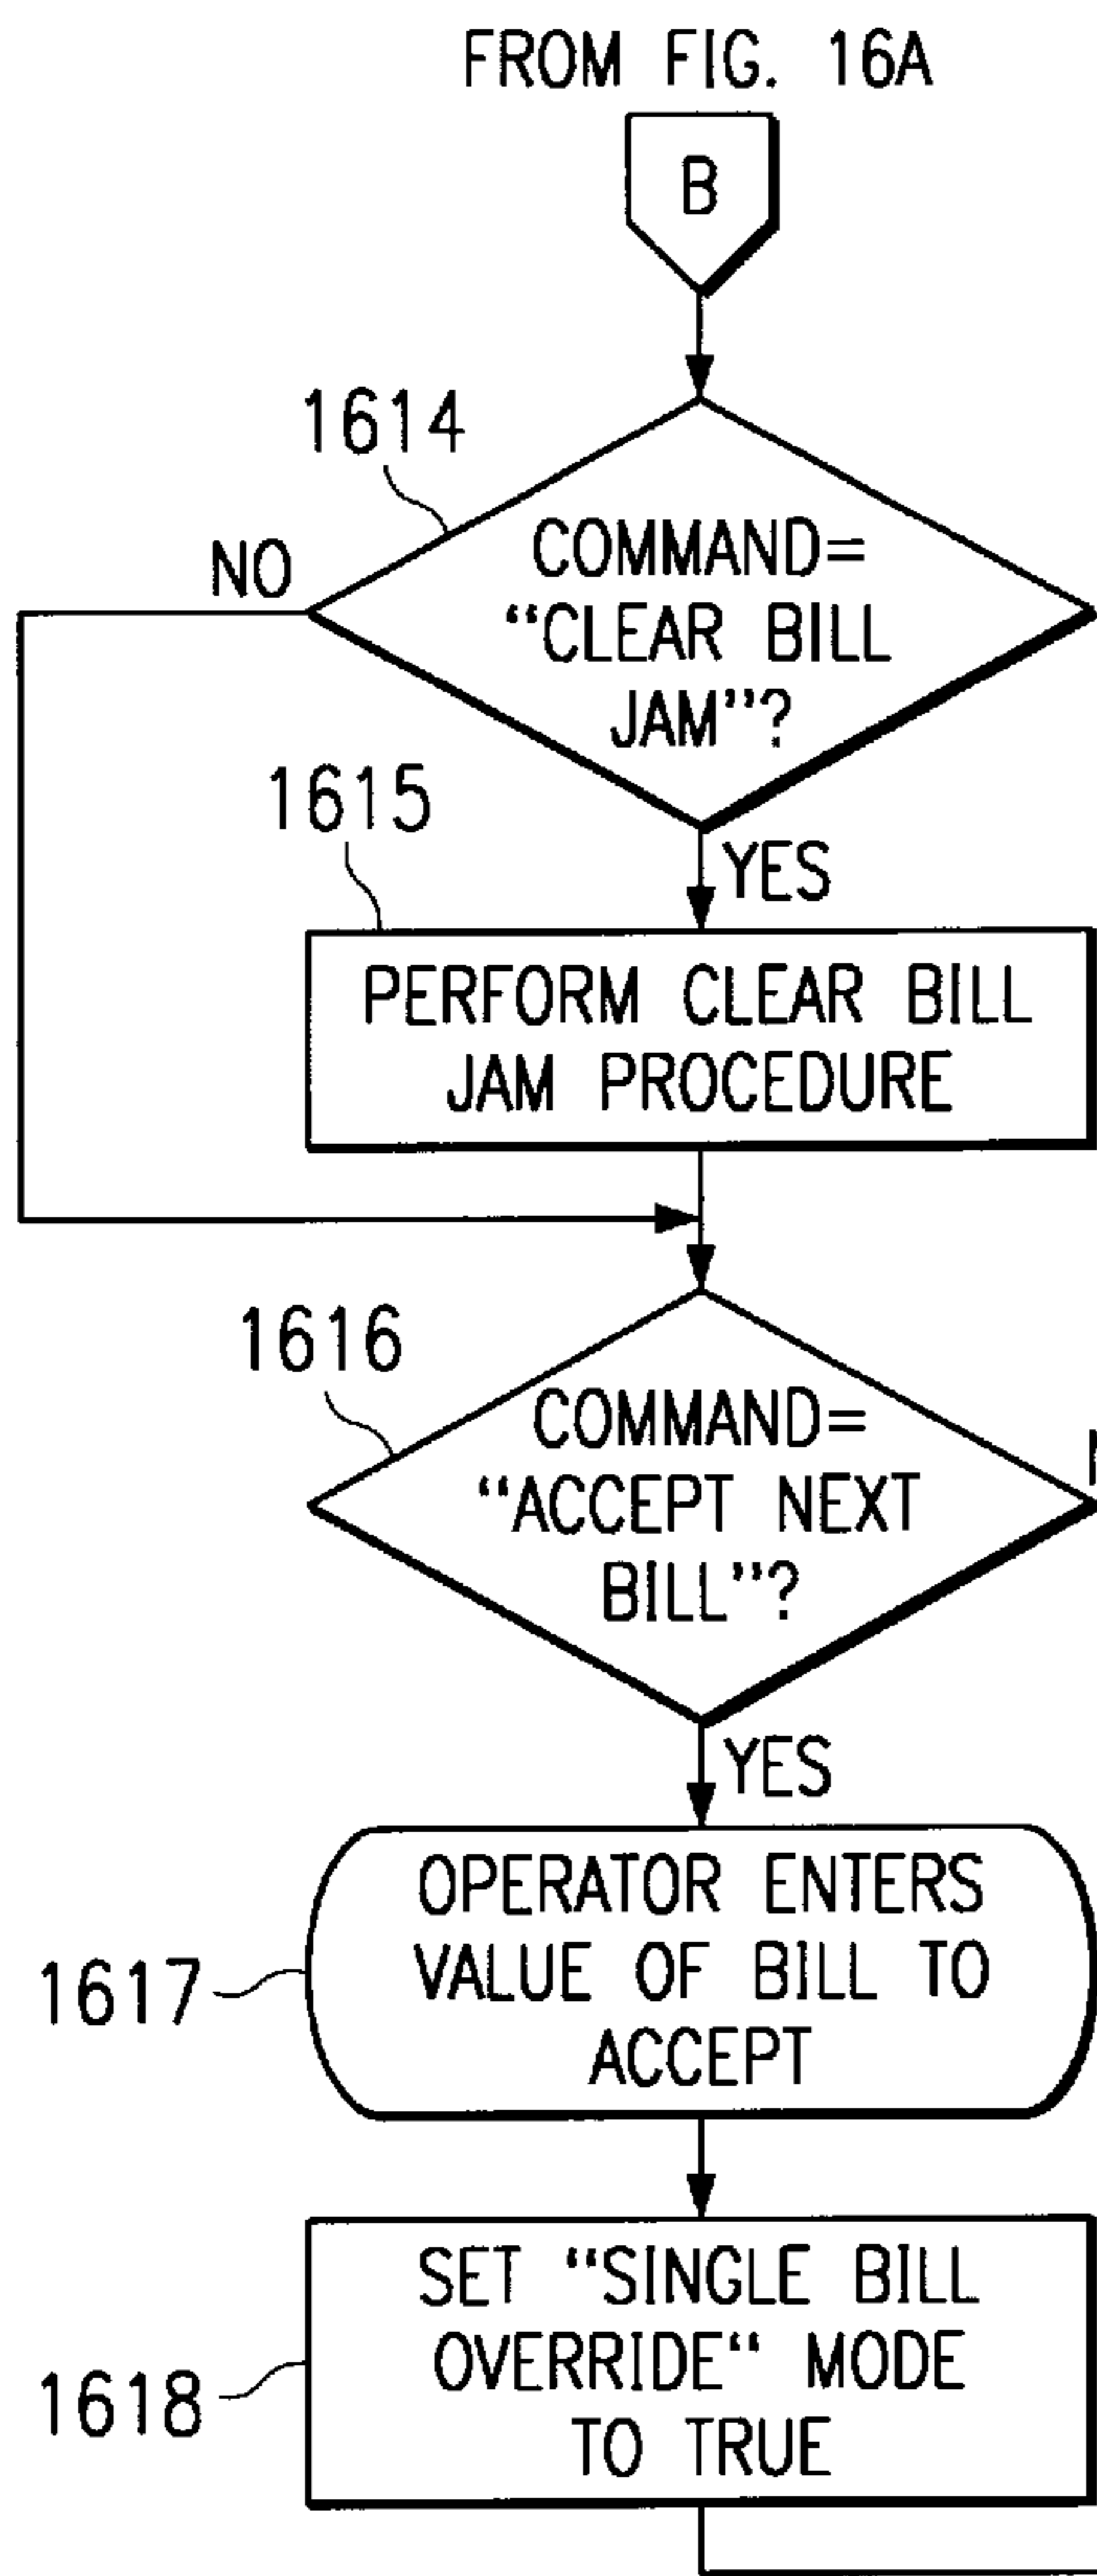 FROM FIG. 16A
B
1614
NO
COMMAND=
“CLEAR BILL
JAM”?
1615
YES
PERFORM CLEAR BILL
JAM PROCEDURE
1616
COMMAND=
“ACCEPT NEXT
BILL”?
YES
OPERATOR ENTERS
VALUE OF BILL TO
ACCEPT
1617
SET “SINGLE BILL
OVERRIDE“ MODE
TO TRUE
1618